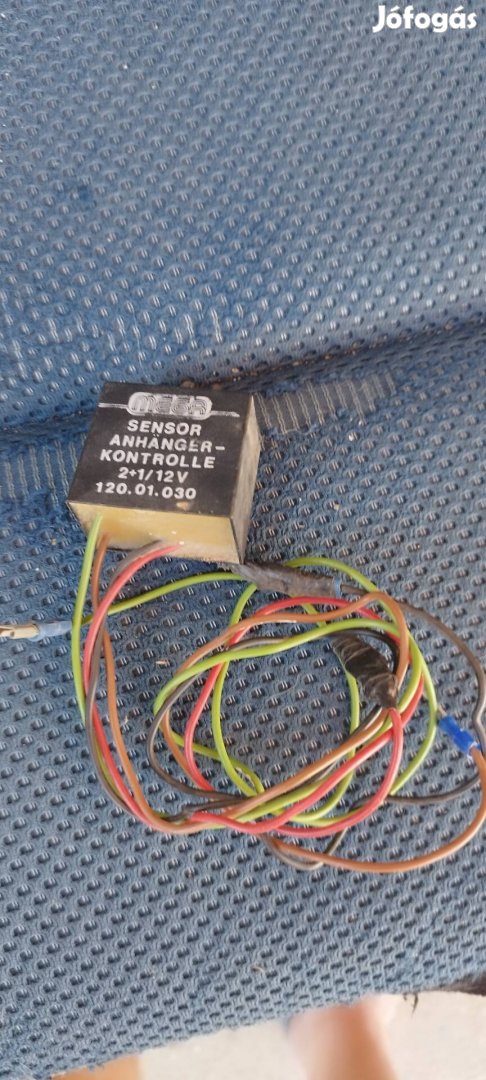 Jófogás
SENSOR
ANHÄNGER-
KONTROLLE
2+1/12V
120.01.030